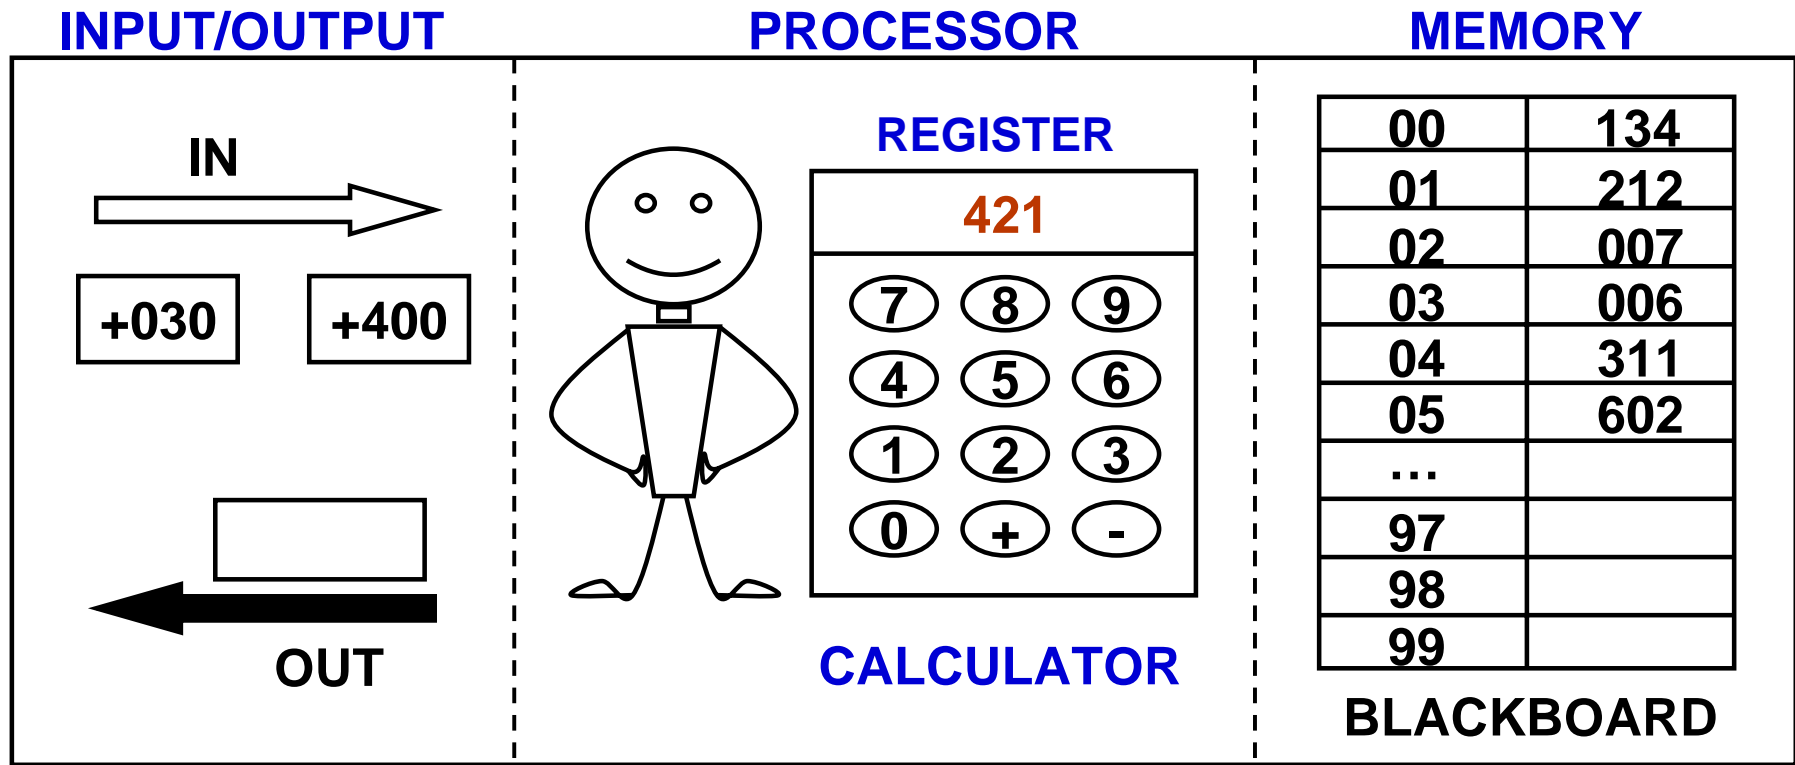 INPUT/OUTPUT PROCESSOR MEMORY
IN
+030 +400
OUT
REGISTER
421
7 8 9
4 5 6
1 2 3
0 + -
CALCULATOR
00 134
01 212
02 007
03 006
04 311
05 602
...
97
98
99
BLACKBOARD